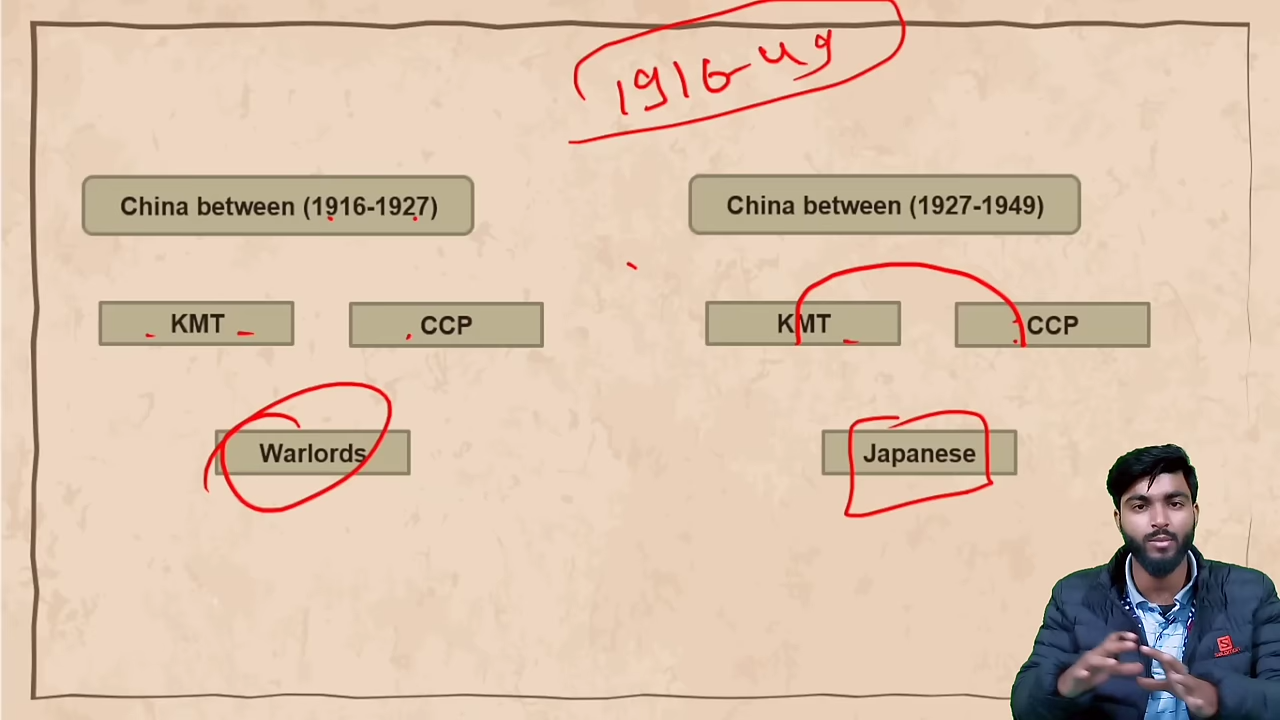 1916-49
China between (1916-1927)
China between (1927-1949)
KMT
CCP
KMT
CCP
Warlords
Japanese